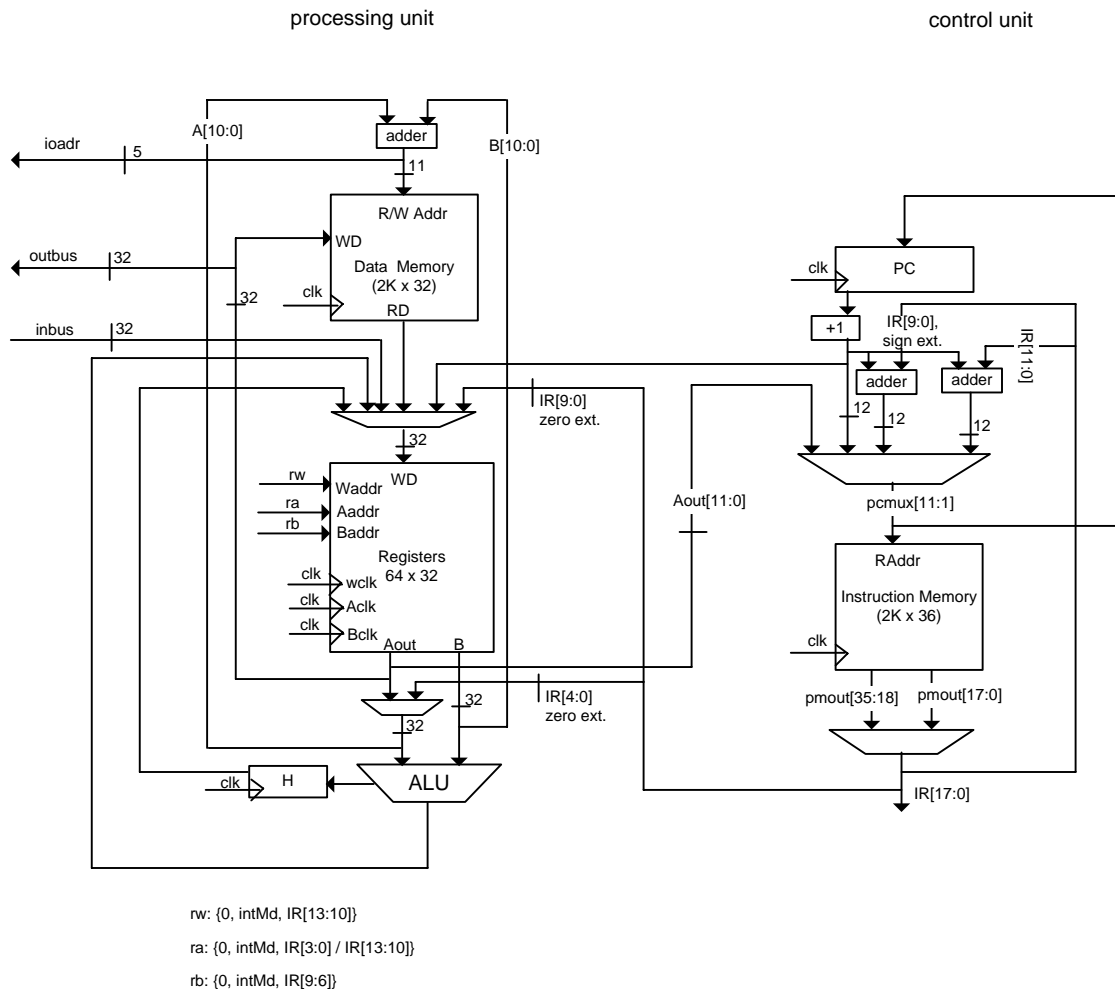 processing unit
control unit
A[10:0]
adder
B[10:0]
ioadr
5
11
R/W Addr
WD
outbus
32
Data Memory
(2K x 32)
32
clk
RD
clk
PC
inbus
32
+1
IR[9:0],
sign ext.
IR[11:0]
adder
adder
IR[9:0]
zero ext.
12
12
12
32
WD
rw
Waddr
ra
Aaddr
rb
Baddr
Aout[11:0]
pcmux[11:1]
Registers
64 x 32
RAddr
clk
wclk
Instruction Memory
(2K x 36)
clk
Aclk
clk
Bclk
clk
Aout
B
IR[4:0]
zero ext.
32
32
pmout[35:18]
pmout[17:0]
clk
H
ALU
IR[17:0]
rw: {0, intMd, IR[13:10]}
ra: {0, intMd, IR[3:0] / IR[13:10]}
rb: {0, intMd, IR[9:6]}